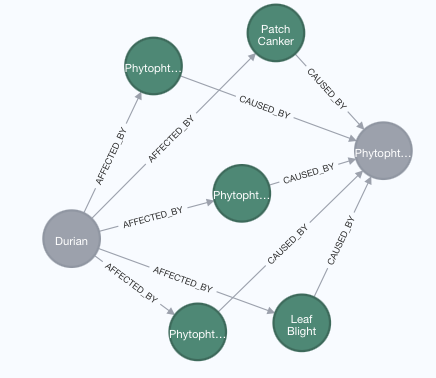 Patch
Canker
Phytopht...
CAUSED_BY
CAUSED_BY
AFFECTED_BY
AFFECTED_BY
Phytopht...
CAUSED_BY
Phytopht...
AFFECTED_BY
Durian
CAUSED_BY
CAUSED_BY
AFFECTED_BY
AFFECTED_BY
Leaf
Blight
Phytopht...